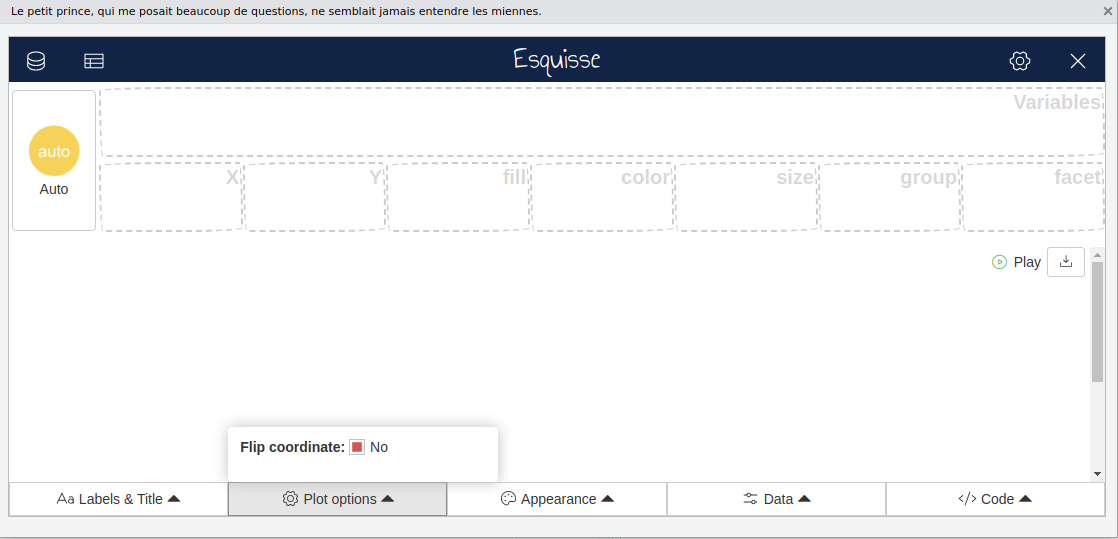 Le petit prince, qui me posait beaucoup de questions, ne semblait jamais entendre les miennes.
Esquisse
Variables
auto
Auto
X Y fill color size group facet
Play
Flip coordinate: No
Aa Labels & Title Plot options Appearance Data </> Code